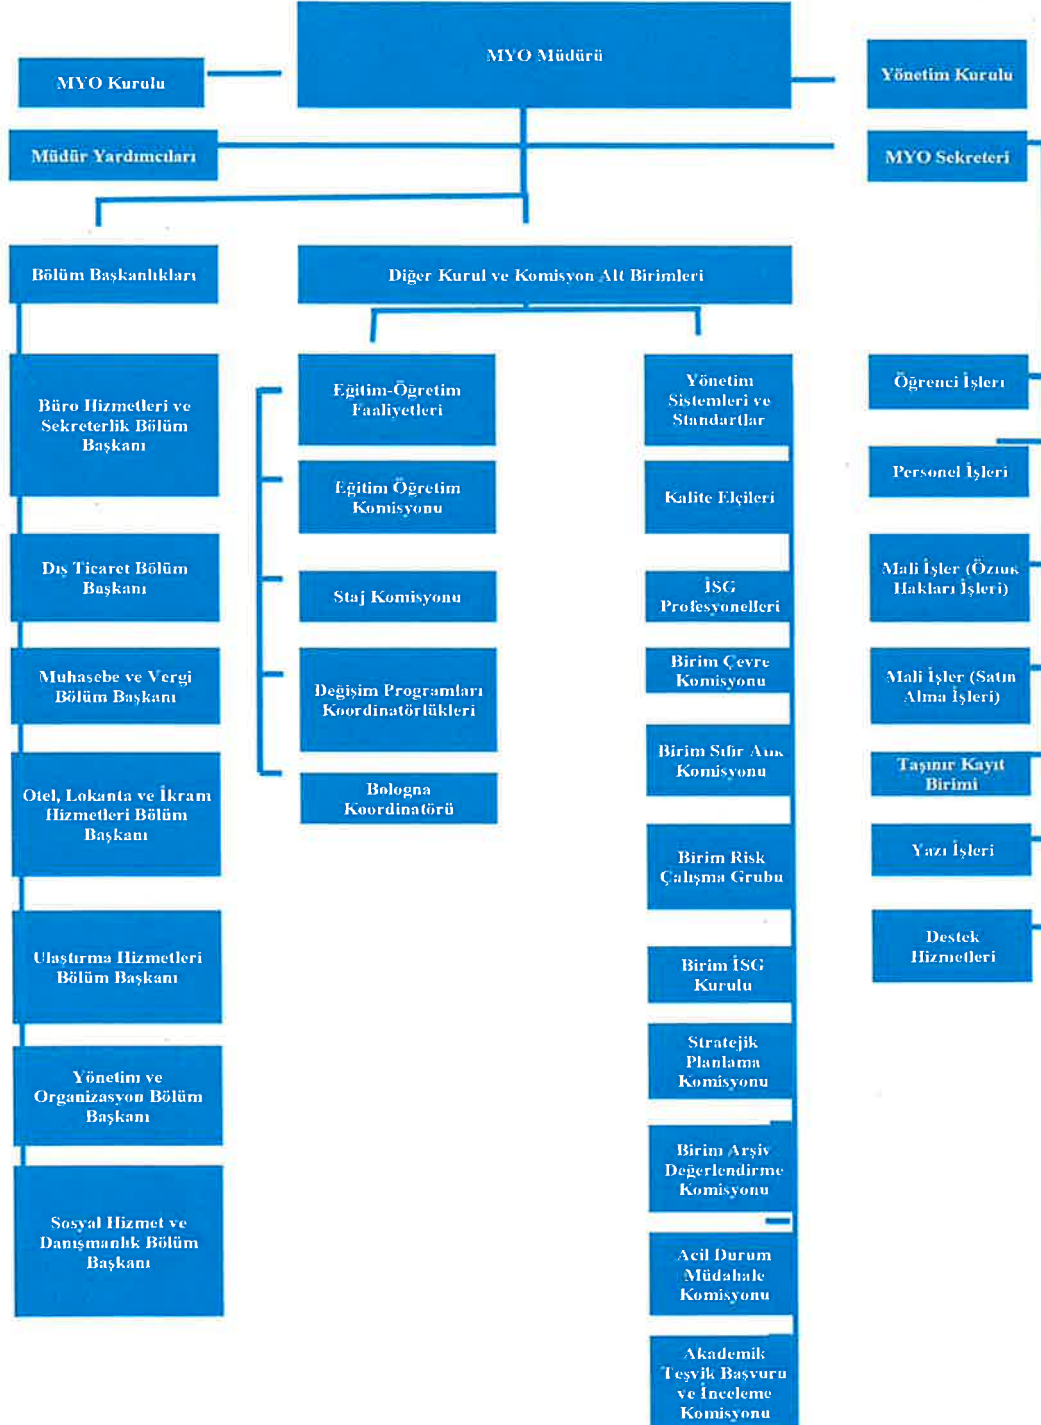 MYO Müdürü
MYO Kurulu
Yönetim Kurulu
Müdür Yardımcıları
MYO Sekreteri
Bölüm Başkanlıkları
Diğer Kurul ve Komisyon Alt Birimleri
Büro Hizmetleri ve
Sekreterlik Bölüm
Başkanı
Dış Ticaret Bölüm
Başkanı
Muhasebe ve Vergi
Bölüm Başkanı
Otel, Lokanta ve İkram
Hizmetleri Bölüm
Başkanı
Ulaştırma Hizmetleri
Bölüm Başkanı
Yönetim ve
Organizasyon Bölüm
Başkanı
Sosyal Hizmet ve
Danışmanlık Bölüm
Başkanı
Eğitim-Öğretim
Faaliyetleri
Eğitim Öğretim
Komisyonu
Staj Komisyonu
Değişim Programları
Koordinatörlükleri
Bologna
Koordinatörü
Yönetim
Sistemleri ve
Standartlar
Kalite Elçileri
İSG
Profesyonelleri
Birim Çevre
Komisyonu
Birim Sıfır Atık
Komisyonu
Birim Risk
Çalışma Grubu
Birim İSG
Kurulu
Stratejik
Planlama
Komisyonu
Birim Arşiv
Değerlendirme
Komisyonu
Acil Durum
Müdahale
Komisyonu
Akademik
Teşvik Başvuru
ve İnceleme
Komisyonu
Öğrenci İşleri
Personel İşleri
Mali İşler (Özlük
Hakları İşleri)
Mali İşler (Satın
Alma İşleri)
Taşınır Kayıt
Birimi
Yazı İşleri
Destek
Hizmetleri